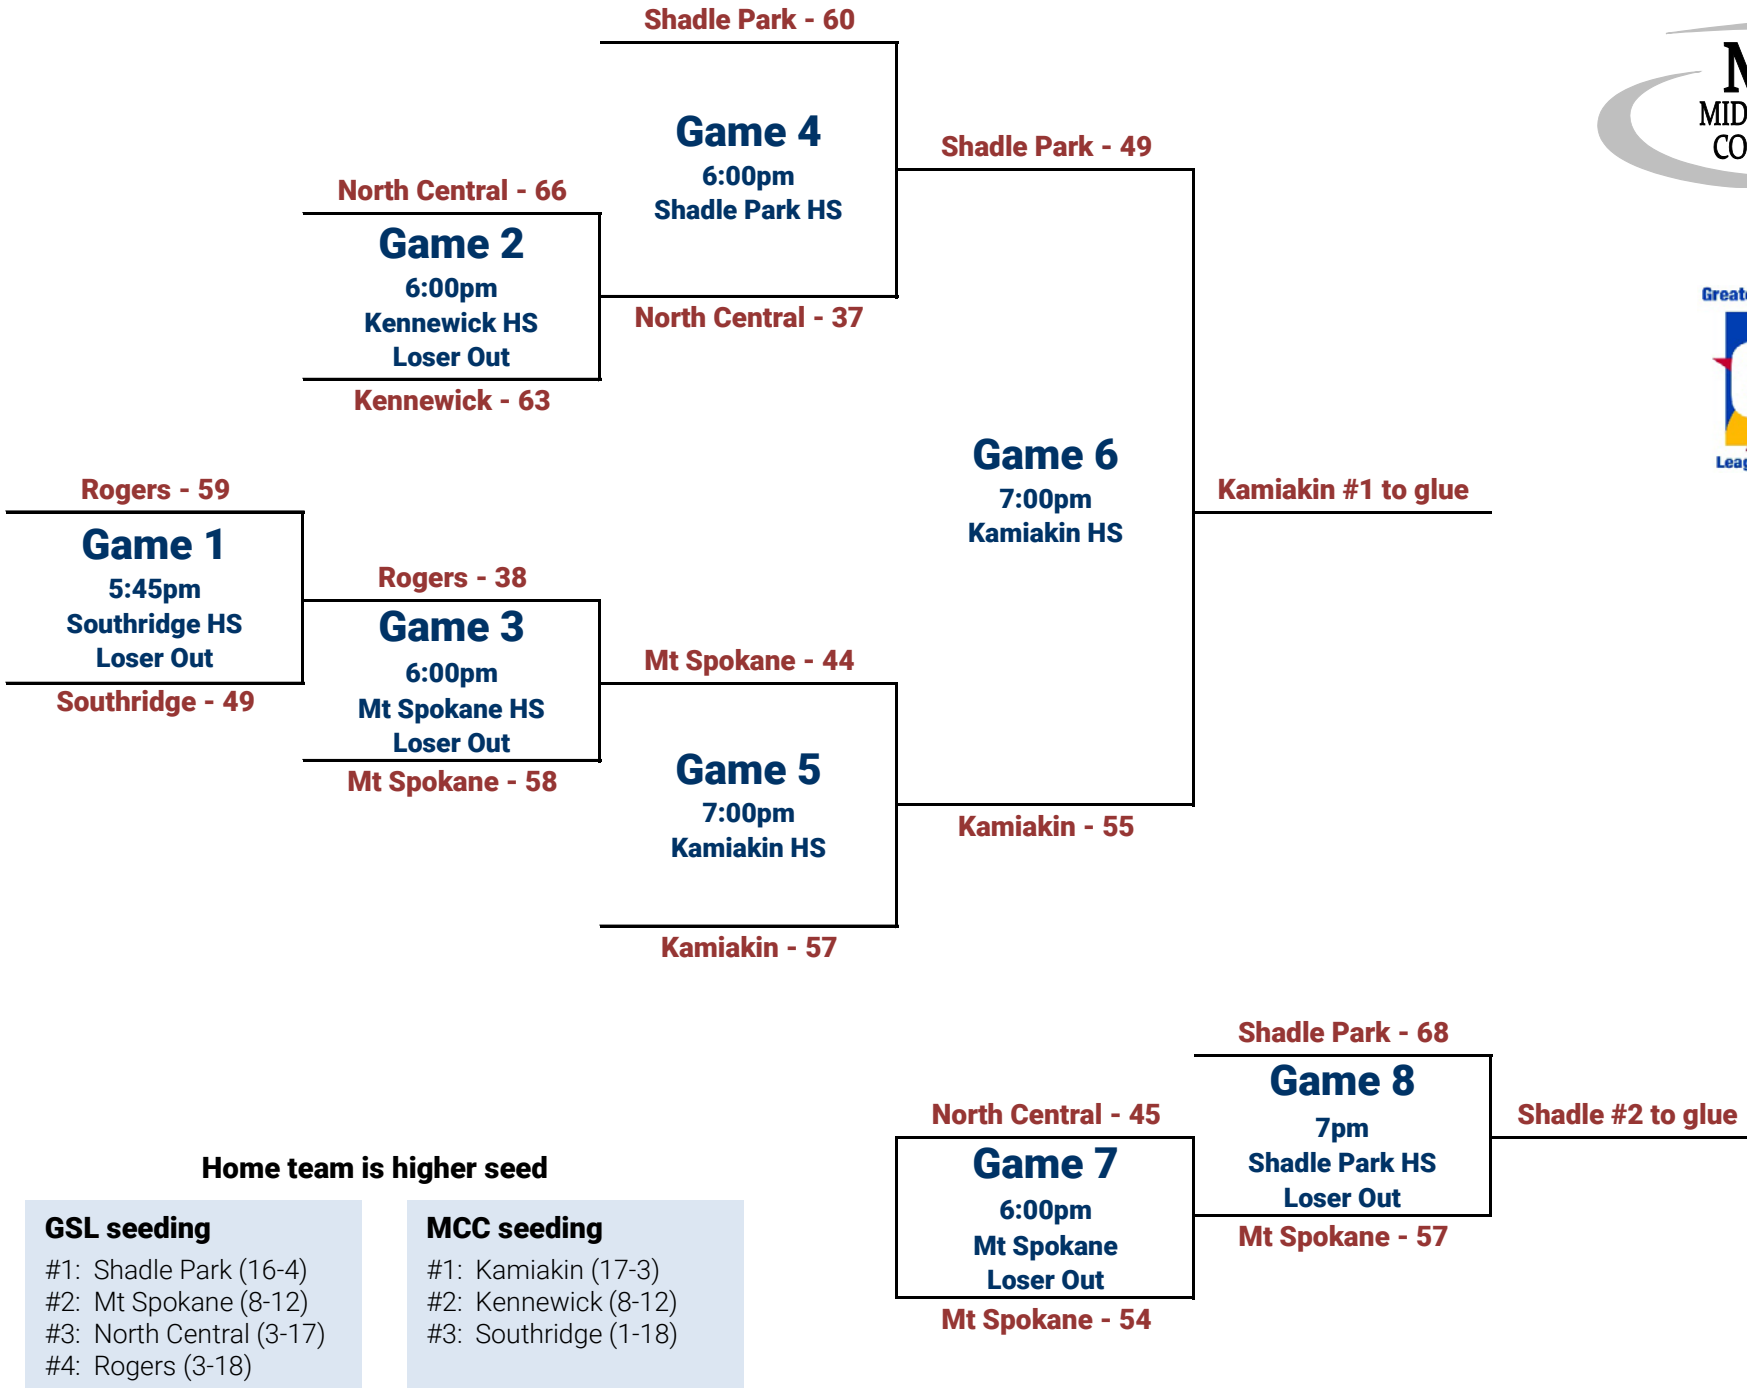 Shadle Park - 60
Game 4
6:00pm
Shadle Park HS
Shadle Park - 49
North Central - 66
Game 2
6:00pm
Kennewick HS
Loser Out
North Central - 37
Kennewick - 63
Game 6
7:00pm
Kamiakin HS
Kamiakin #1 to glue
Rogers - 59
Game 1
5:45pm
Southridge HS
Loser Out
Southridge - 49
Rogers - 38
Game 3
6:00pm
Mt Spokane HS
Loser Out
Mt Spokane - 58
Mt Spokane - 44
Game 5
7:00pm
Kamiakin HS
Kamiakin - 55
Kamiakin - 57
Shadle Park - 68
Game 8
7pm
Shadle Park HS
Loser Out
Shadle #2 to glue
North Central - 45
Game 7
6:00pm
Mt Spokane
Loser Out
Mt Spokane - 57
Mt Spokane - 54
Home team is higher seed
GSL seeding
#1: Shadle Park (16-4)
#2: Mt Spokane (8-12)
#3: North Central (3-17)
#4: Rogers (3-18)
MCC seeding
#1: Kamiakin (17-3)
#2: Kennewick (8-12)
#3: Southridge (1-18)
MID
CO
Great
Leag